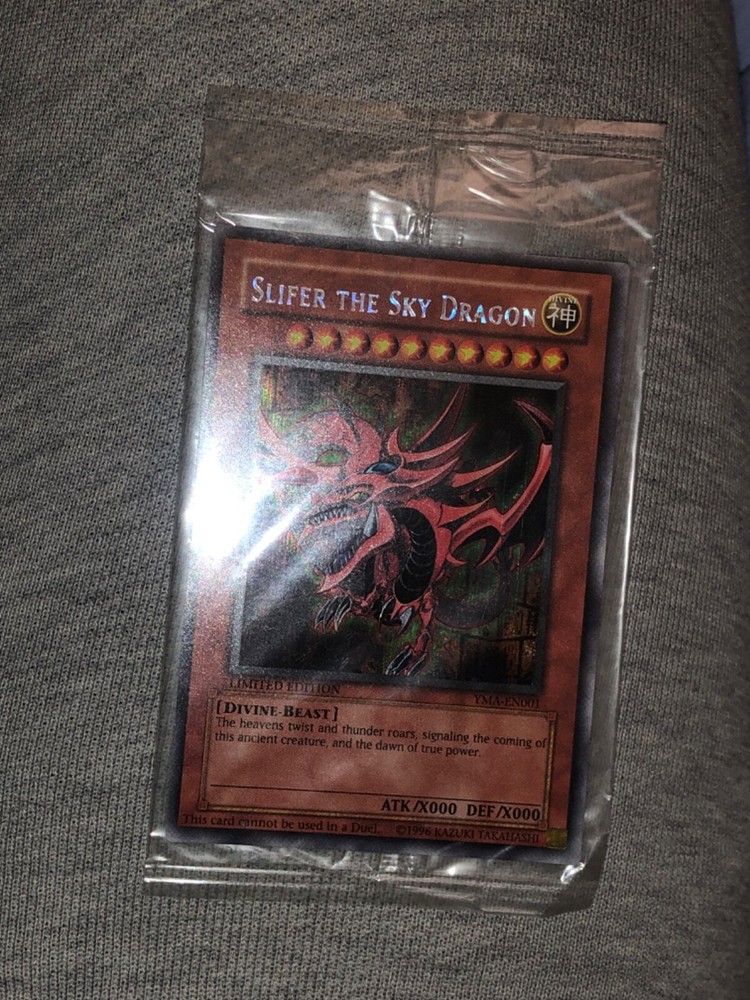 SLIFER THE SKY DRAGON
DIVINE
神
LIMITED EDITION
YMA-EN001
[DIVINE-BEAST]
The heavens twist and thunder roars, signaling the coming of
this ancient creature, and the dawn of true power.
ATK/X000 DEF/X000
This card cannot be used in a Duel. ©1996 KAZUKI TAKAHASHI